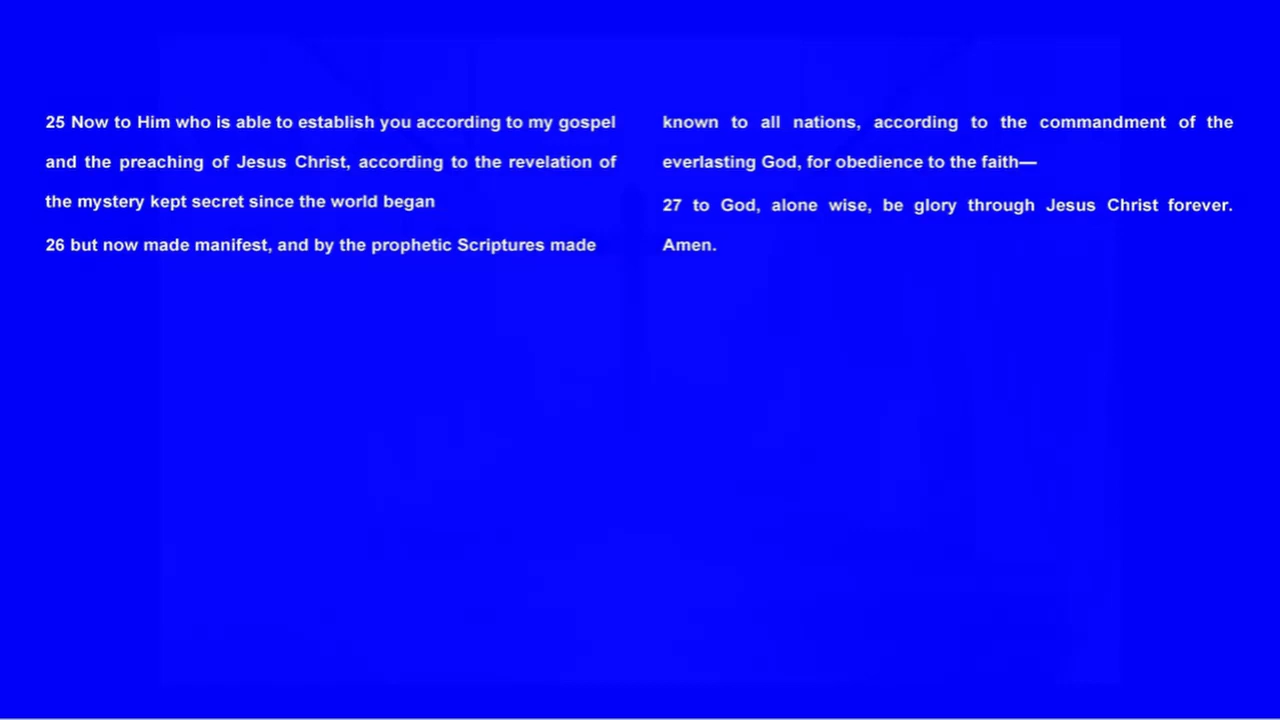 25 Now to Him who is able to establish you according to my gospel
and the preaching of Jesus Christ, according to the revelation of
the mystery kept secret since the world began
26 but now made manifest, and by the prophetic Scriptures made
known to all nations, according to the commandment of the
everlasting God, for obedience to the faith—
27 to God, alone wise, be glory through Jesus Christ forever.
Amen.